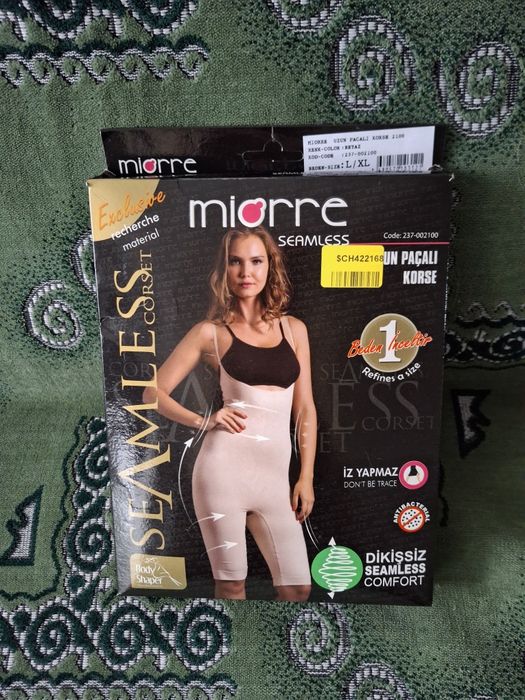 miorre
MIORRE UZUN PACALI KORSE 2100
RENK-COLOR :BEYAZ
KOD-CODE :237-002100
BEDEN-SIZE:L/XL
Exclusive
recherche
material
miorre
SEAMLESS
Code: 237-002100
SCH422168
UN PAÇALI
KORSE
SEAMLESS
CORSET
Beden İnceltir
1
Refines a size
İZ YAPMAZ
DON'T BE TRACE
ANTIBACTERIAL
DİKİŞSİZ
SEAMLESS
COMFORT
Body
Shaper